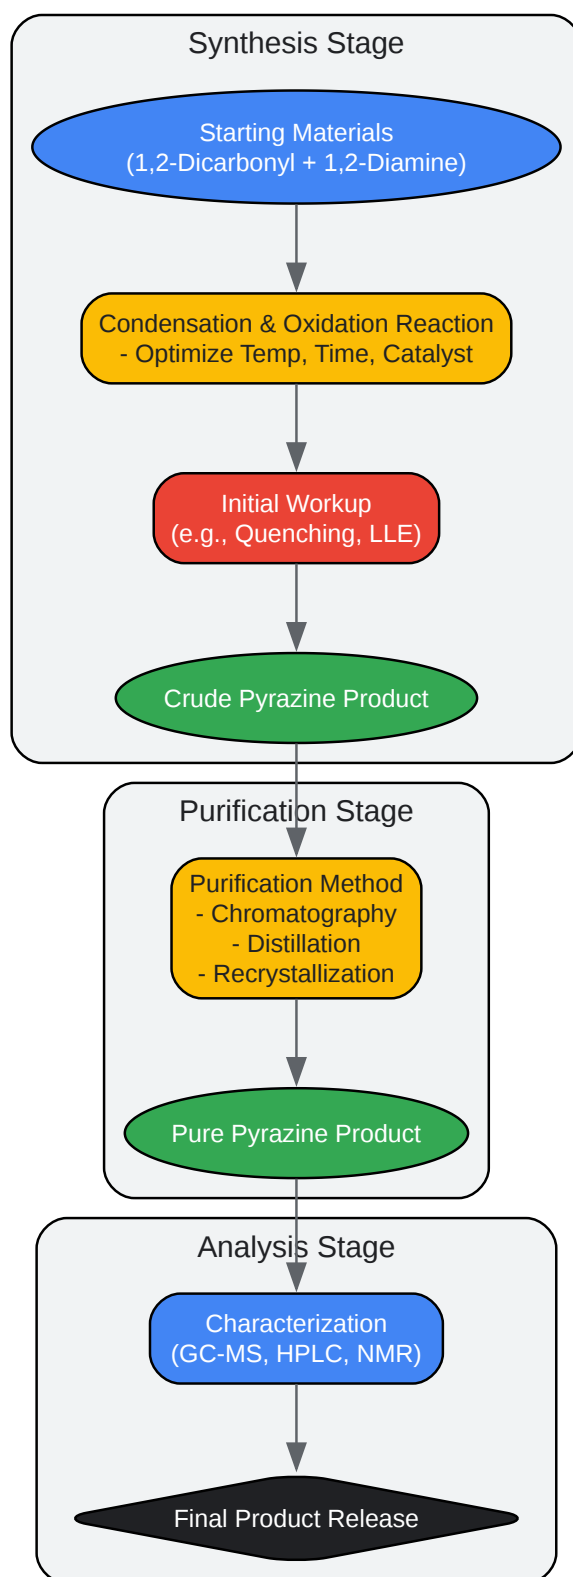 Synthesis Stage
Starting Materials
(1,2-Dicarbonyl + 1,2-Diamine)
Condensation & Oxidation Reaction
- Optimize Temp, Time, Catalyst
Initial Workup
(e.g., Quenching, LLE)
Crude Pyrazine Product
Purification Stage
Purification Method
- Chromatography
- Distillation
- Recrystallization
Pure Pyrazine Product
Analysis Stage
Characterization
(GC-MS, HPLC, NMR)
Final Product Release